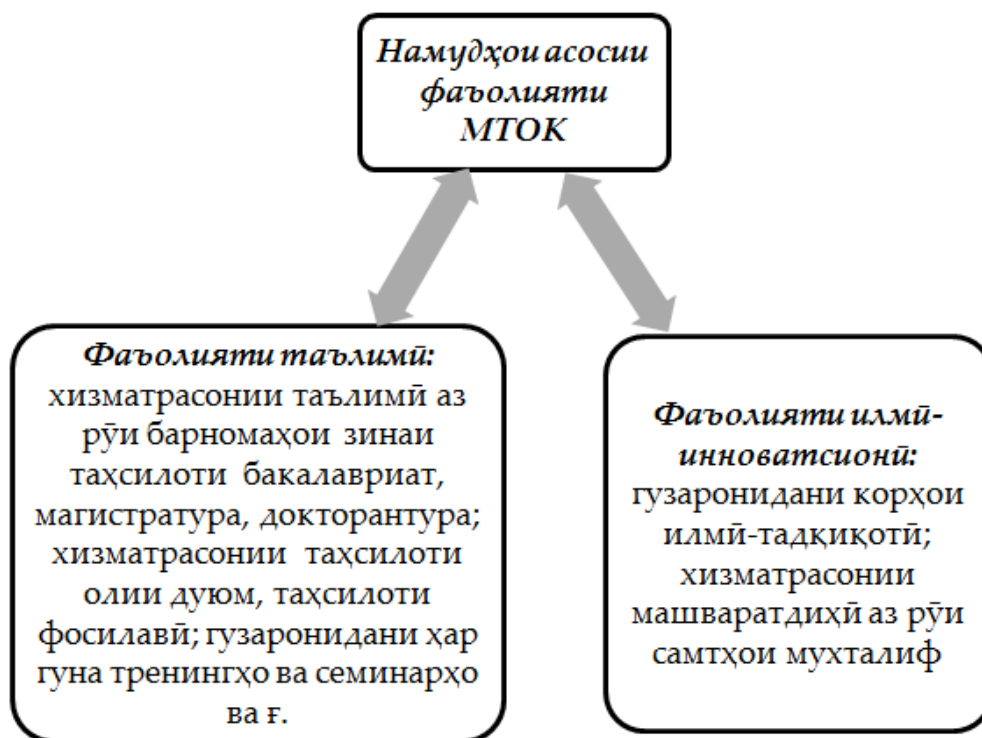 Намудҳои асосии
фаъолияти
МТОК
Фаъолияти таълимӣ:
хизматрасонии таълимӣ аз
рӯи барномаҳои зинаи
таҳсилоти бакалавриат,
магистратура, докторантура;
хизматрасонии таҳсилоти
олии дуюм, таҳсилоти
фосилавӣ; гузаронидани ҳар
гуна тренингҳо ва семинарҳо
ва ғ.
Фаъолияти илмӣ-
инноватсионӣ:
гузаронидани корҳои
илмӣ-тадқиқотӣ;
хизматрасонии
машваратдиҳӣ аз рӯи
самтҳои мухталиф